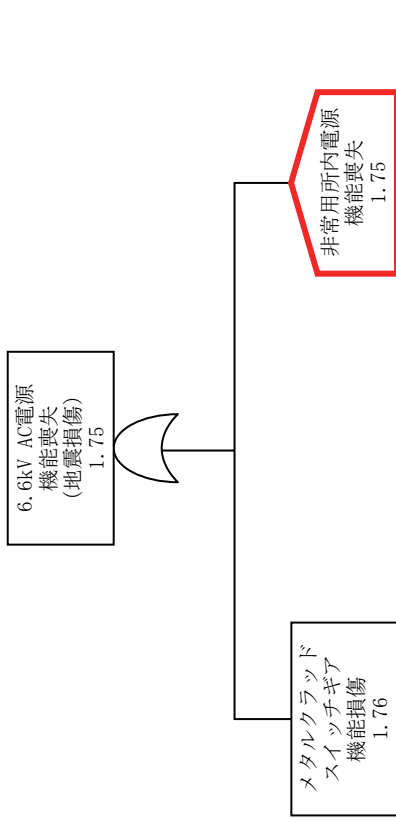 6.6kV AC電源
機能喪失
(地震損傷)
1.75
メタルクラッド
スイッチギア
機能損傷
1.76
非常用所内電源
機能喪失
1.75